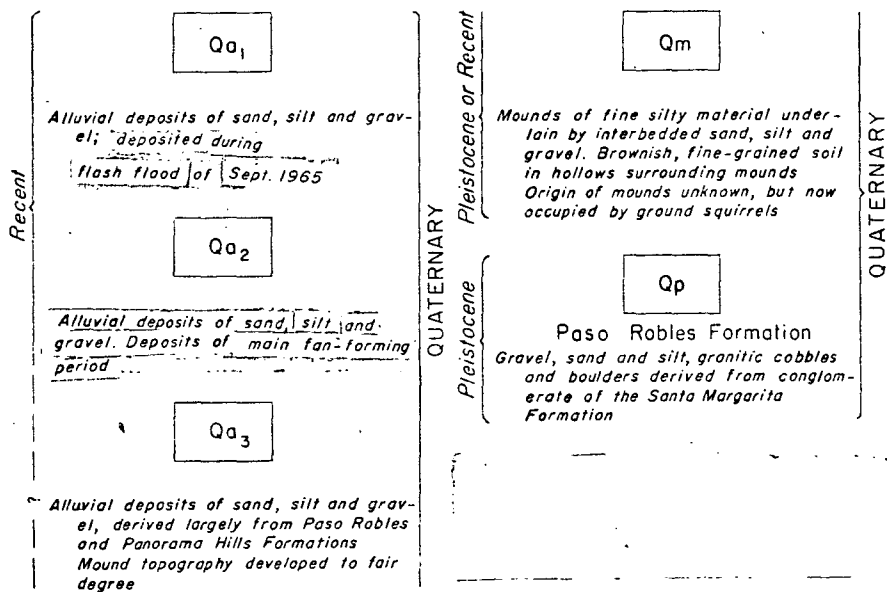 Recent
Qa1
Alluvial deposits of sand, silt and grav-
el; deposited during
flash flood of Sept. 1965
Qa2
Alluvial deposits of sand, silt and
gravel. Deposits of main fan-forming
period
Qa3
?
Alluvial deposits of sand, silt and grav-
el, derived largely from Paso Robles
and Panorama Hills Formations
Mound topography developed to fair
degree
QUATERNARY
Pleistocene or Recent
Qm
Mounds of fine silty material under-
lain by interbedded sand, silt and
gravel. Brownish, fine-grained soil
in hollows surrounding mounds
Origin of mounds unknown, but now
occupied by ground squirrels
Pleistocene
Qp
Paso Robles Formation
Gravel, sand and silt, granitic cobbles
and boulders derived from conglom-
erate of the Santa Margarita
Formation
QUATERNARY